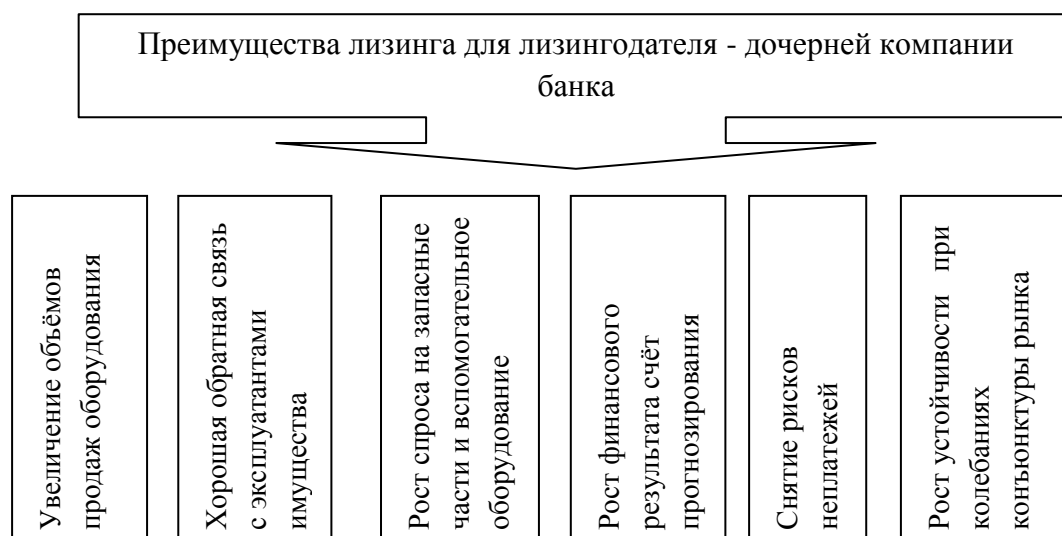 Преимущества лизинга для лизингодателя - дочерней компании
банка
Увеличение объёмов
продаж оборудования
Хорошая обратная связь
с эксплуатантами
имущества
Рост спроса на запасные
части и вспомогательное
оборудование
Рост финансового
результата счёт
прогнозирования
Снятие рисков
неплатежей
Рост устойчивости при
колебаниях
конъюнктуры рынка